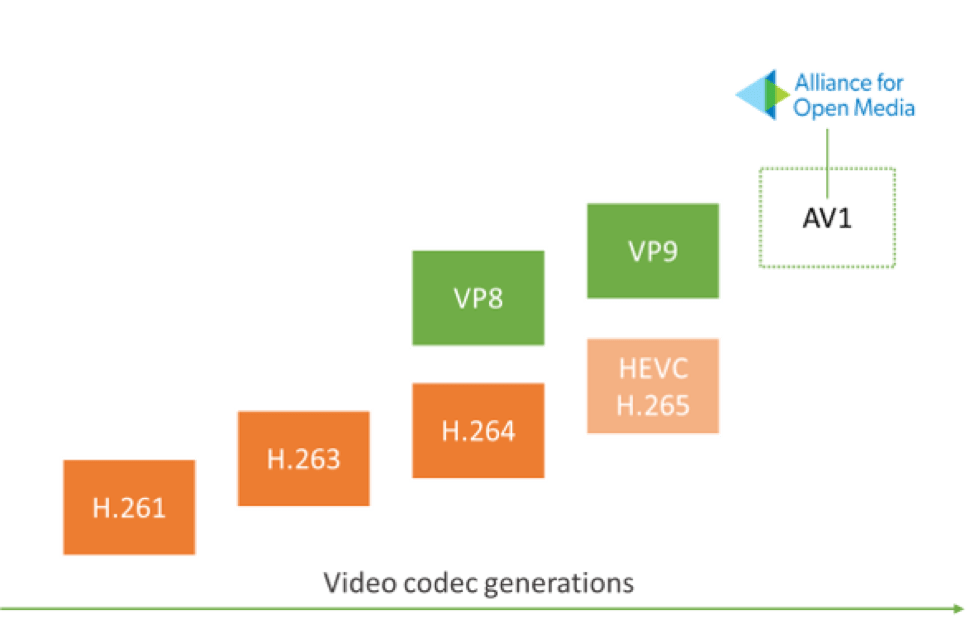 Alliance for
Open Media
AV1
VP9
VP8
HEVC
H.265
H.264
H.263
H.261
Video codec generations